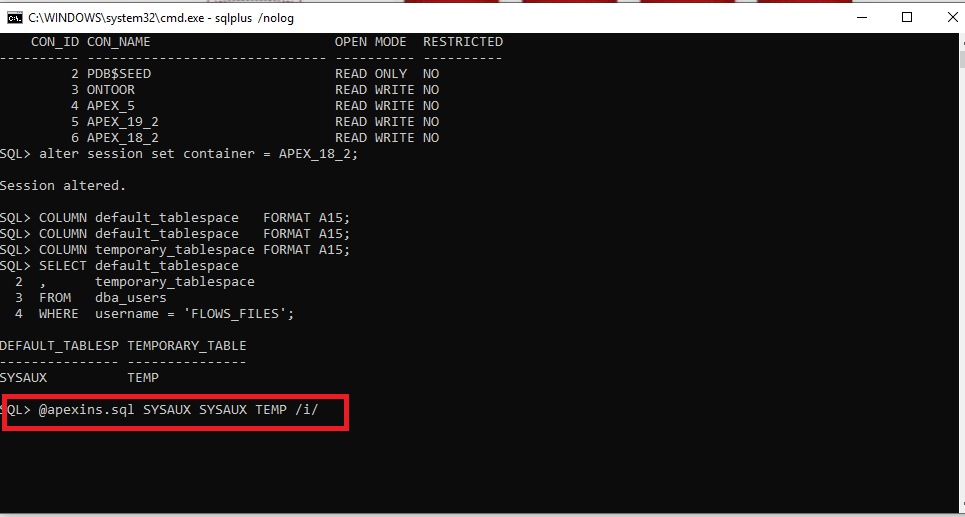 C:\WINDOWS\system32\cmd.exe - sqlplus /nolog
CON_ID CON_NAME OPEN MODE RESTRICTED
---------- ------------------------------ ---------- ----------
2 PDB$SEED READ ONLY NO
3 ONTOOR READ WRITE NO
4 APEX_5 READ WRITE NO
5 APEX_19_2 READ WRITE NO
6 APEX_18_2 READ WRITE NO
SQL> alter session set container = APEX_18_2;
Session altered.
SQL> COLUMN default_tablespace FORMAT A15;
SQL> COLUMN default_tablespace FORMAT A15;
SQL> COLUMN temporary_tablespace FORMAT A15;
SQL> SELECT default_tablespace
2 , temporary_tablespace
3 FROM dba_users
4 WHERE username = 'FLOWS_FILES';
DEFAULT_TABLESP TEMPORARY_TABLE
--------------- ---------------
SYSAUX TEMP
SQL> @apexins.sql SYSAUX SYSAUX TEMP /i/